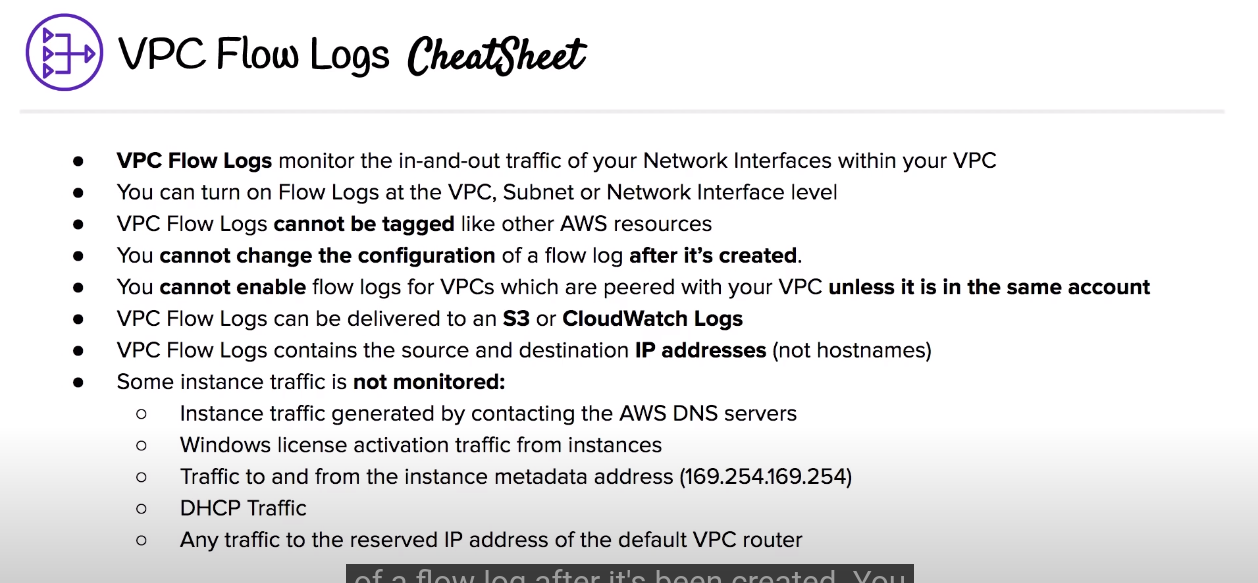 VPC Flow Logs CheatSheet
● VPC Flow Logs monitor the in-and-out traffic of your Network Interfaces within your VPC
● You can turn on Flow Logs at the VPC, Subnet or Network Interface level
● VPC Flow Logs cannot be tagged like other AWS resources
● You cannot change the configuration of a flow log after it’s created.
● You cannot enable flow logs for VPCs which are peered with your VPC unless it is in the same account
● VPC Flow Logs can be delivered to an S3 or CloudWatch Logs
● VPC Flow Logs contains the source and destination IP addresses (not hostnames)
● Some instance traffic is not monitored:
○ Instance traffic generated by contacting the AWS DNS servers
○ Windows license activation traffic from instances
○ Traffic to and from the instance metadata address (169.254.169.254)
○ DHCP Traffic
○ Any traffic to the reserved IP address of the default VPC router
of a flow log after it's been created. You